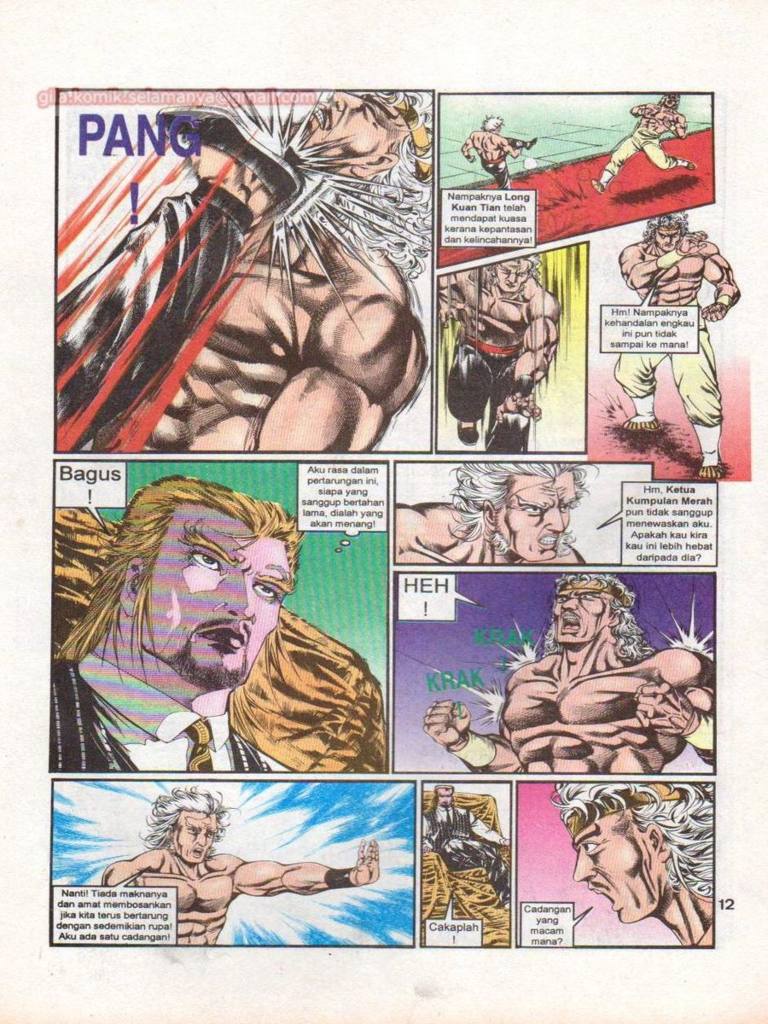 gila.komik.selamanya@gmail.com
PANG
!
Nampaknya Long
Kuan Tian telah
mendapat kuasa
kerana kepantasan
dan kelincahannya!
Hm! Nampaknya
kehandalan engkau
ini pun tidak
sampai ke mana!
Bagus
!
Aku rasa dalam
pertarungan ini,
siapa yang
sanggup bertahan
lama, dialah yang
akan menang!
Hm, Ketua
Kumpulan Merah
pun tidak sanggup
menewaskan aku.
Apakah kau kira
kau ini lebih hebat
daripada dia?
HEH
!
KRAK
!
KRAK
!
Nanti! Tiada maknanya
dan amat membosankan
jika kita terus bertarung
dengan sedemikian rupa!
Aku ada satu cadangan!
Cakaplah
!
Cadangan
yang
macam
mana?
12